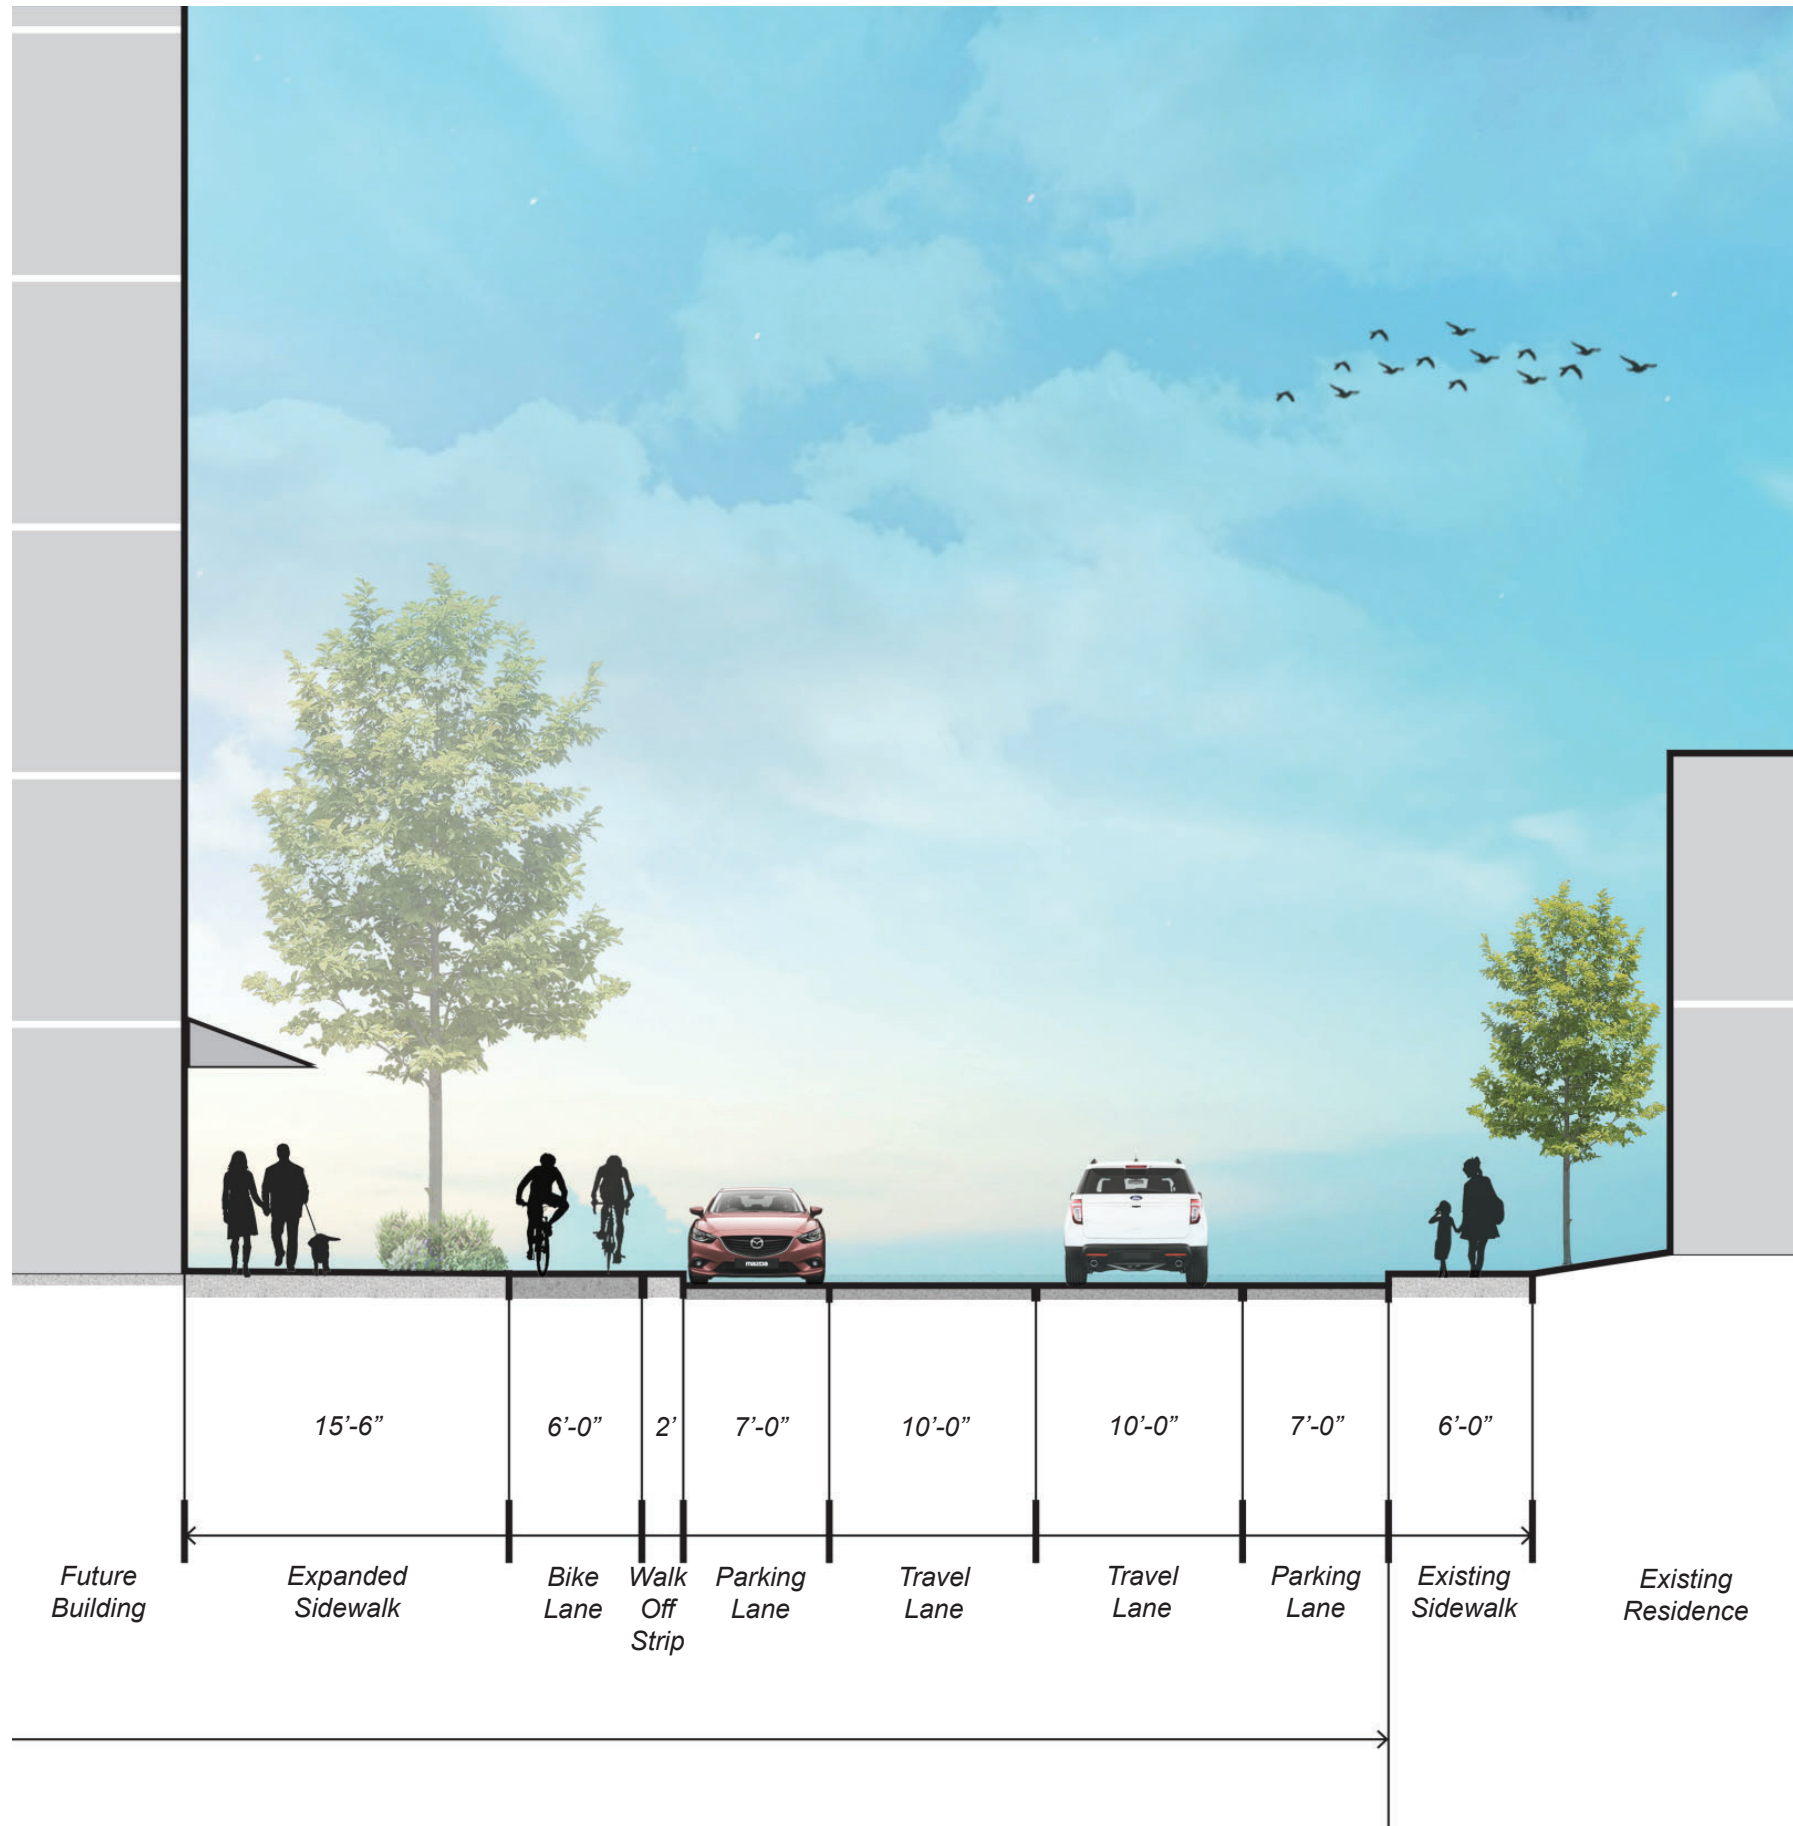 15’-6”
6’-0”
2’
7’-0”
10’-0”
10’-0”
7’-0”
6’-0”
Future
Building
Expanded
Sidewalk
Bike
Lane
Walk
Off
Strip
Parking
Lane
Travel
Lane
Travel
Lane
Parking
Lane
Existing
Sidewalk
Existing
Residence
mazda